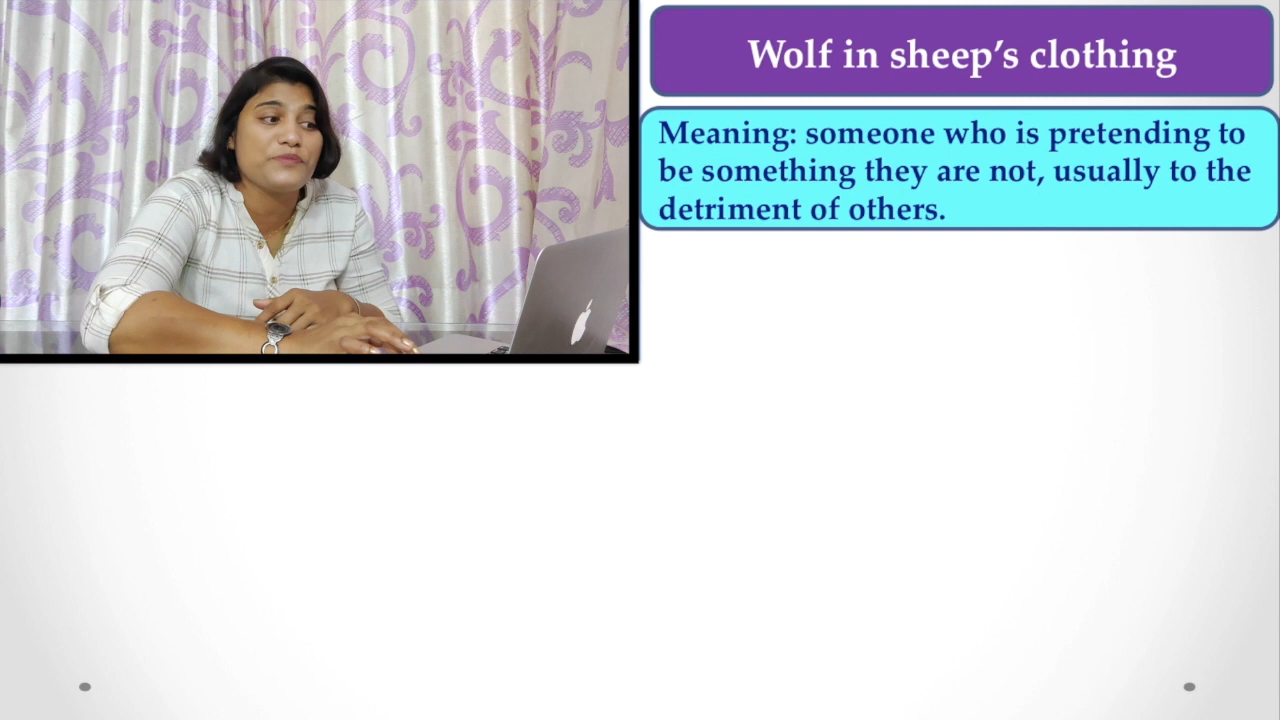 Wolf in sheep’s clothing
Meaning: someone who is pretending to
be something they are not, usually to the
detriment of others.